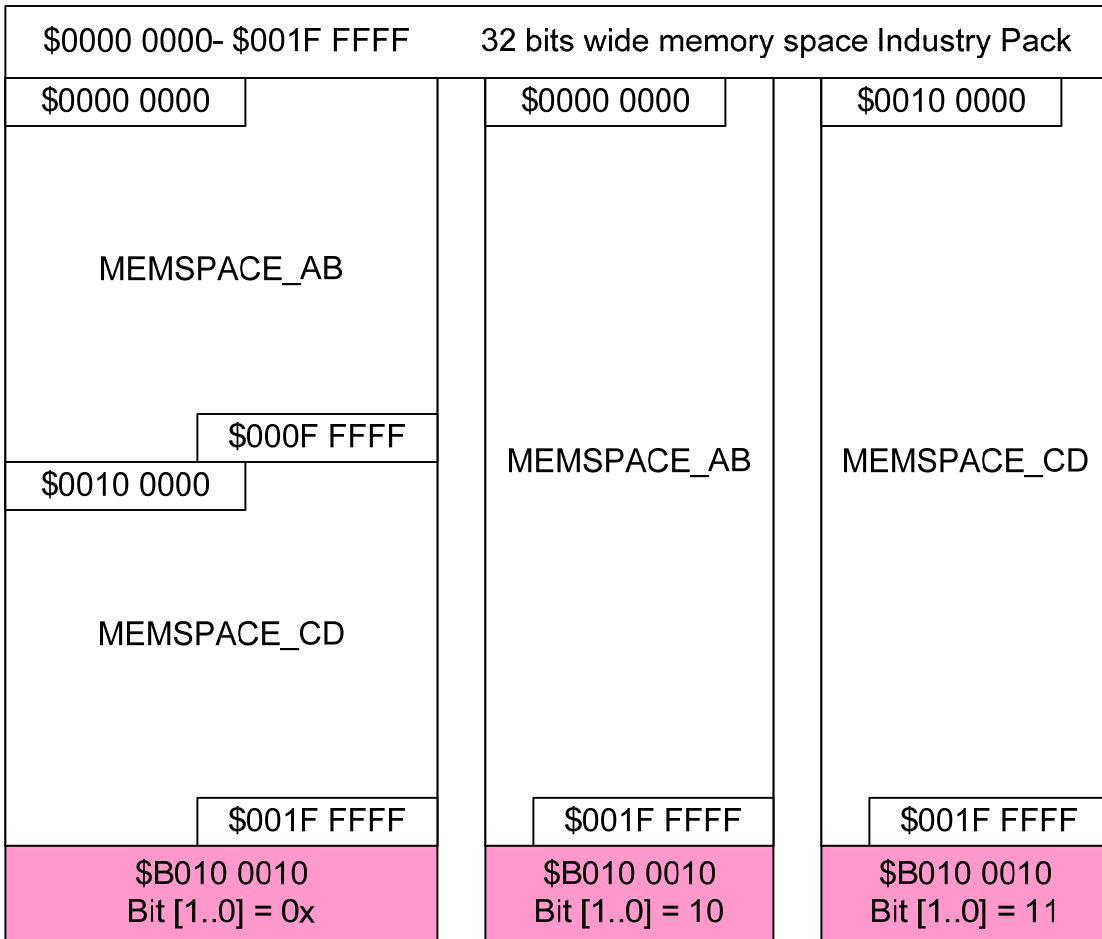 $0000 0000- $001F FFFF 32 bits wide memory space Industry Pack
$0000 0000
MEMSPACE_AB
$000F FFFF
$0010 0000
MEMSPACE_CD
$001F FFFF
$B010 0010
Bit [1..0] = 0x
$0000 0000
MEMSPACE_AB
$001F FFFF
$B010 0010
Bit [1..0] = 10
$0010 0000
MEMSPACE_CD
$001F FFFF
$B010 0010
Bit [1..0] = 11